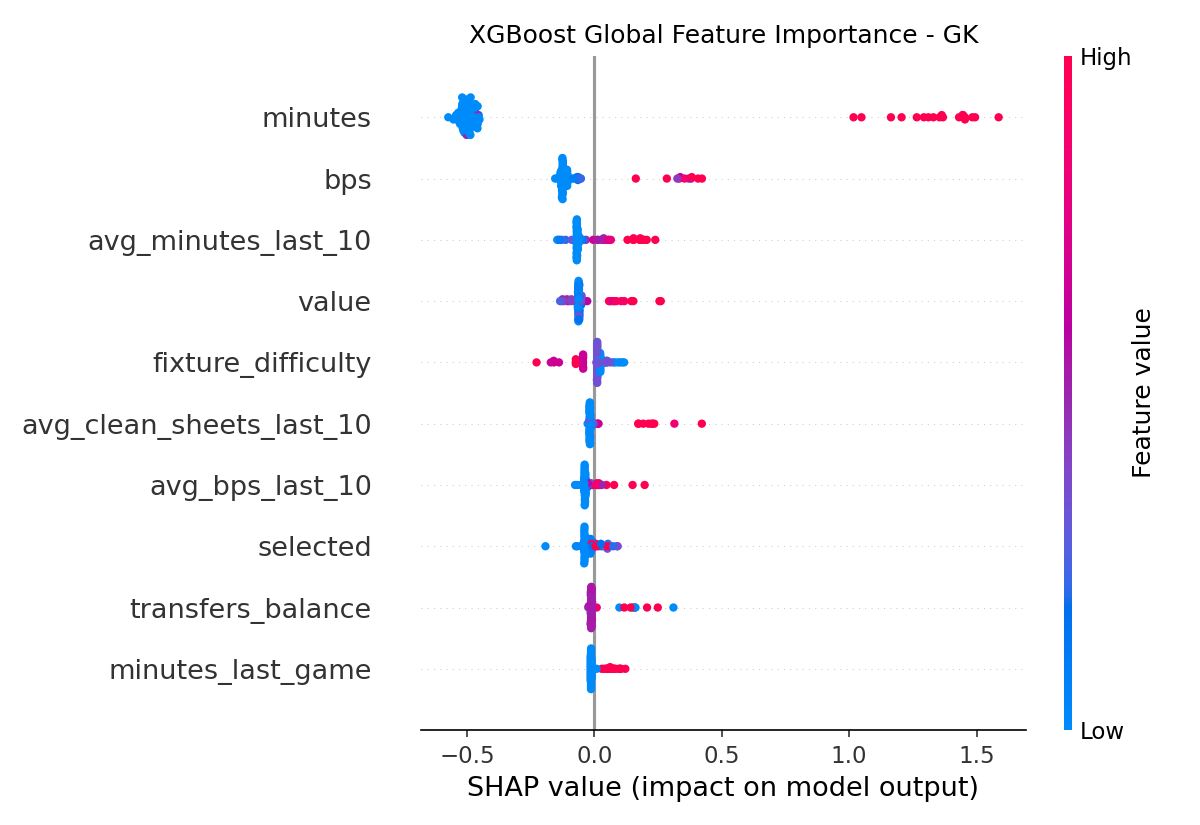 XGBoost Global Feature Importance - GK
High
minutes
bps
avg_minutes_last_10
value
fixture_difficulty
avg_clean_sheets_last_10
avg_bps_last_10
selected
transfers_balance
minutes_last_game
Feature value
Low
−0.5 0.0 0.5 1.0 1.5
SHAP value (impact on model output)